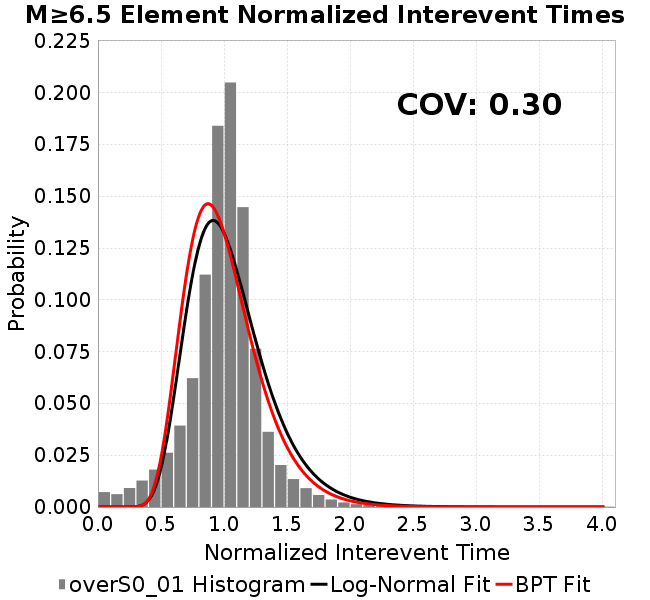 M≥6.5 Element Normalized Interevent Times
COV: 0.30
Probability
0.225
0.200
0.175
0.150
0.125
0.100
0.075
0.050
0.025
0.000
0.0 0.5 1.0 1.5 2.0 2.5 3.0 3.5 4.0
Normalized Interevent Time
overS0_01 Histogram Log-Normal Fit BPT Fit